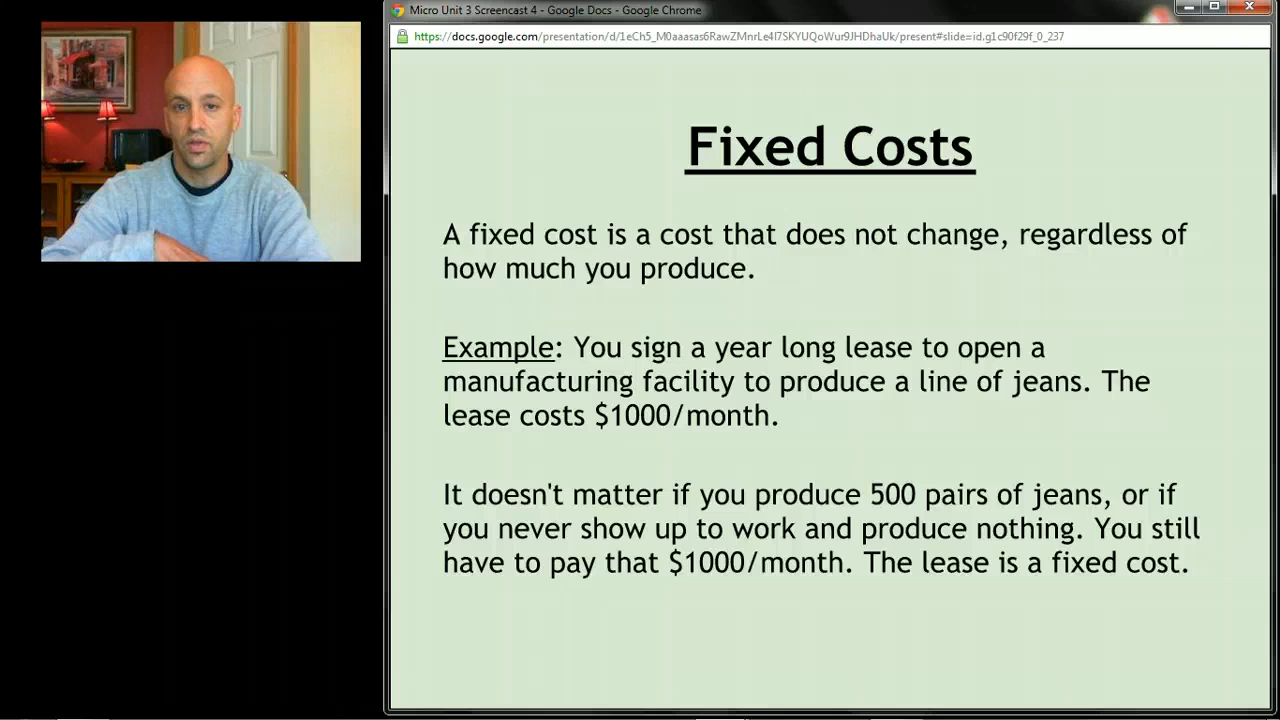 Micro Unit 3 Screencast 4 - Google Docs - Google Chrome
https://docs.google.com/presentation/d/1eCh5_M0aaasas6RawZMnrLe4I7SKYUQoWur9JHDhaUk/present#slide=id.g1c90f29f_0_237
Fixed Costs
A fixed cost is a cost that does not change, regardless of
how much you produce.
Example: You sign a year long lease to open a
manufacturing facility to produce a line of jeans. The
lease costs $1000/month.
It doesn't matter if you produce 500 pairs of jeans, or if
you never show up to work and produce nothing. You still
have to pay that $1000/month. The lease is a fixed cost.